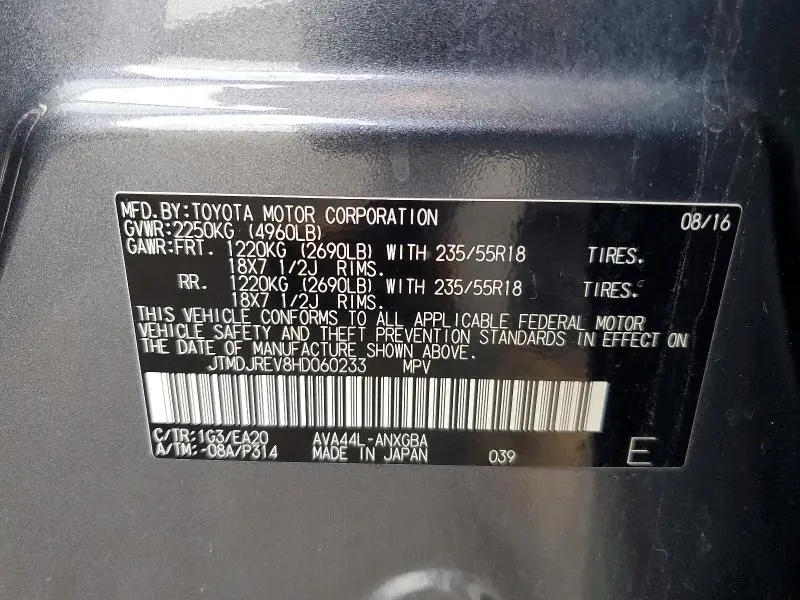 MFD.BY:TOYOTA MOTOR CORPORATION 08/16
GVWR:2250KG (4960LB)
GAWR:FRT. 1220KG (2690LB) WITH 235/55R18 TIRES.
18X7 1/2J RIMS.
RR. 1220KG (2690LB) WITH 235/55R18 TIRES.
18X7 1/2J RIMS.
THIS VEHICLE CONFORMS TO ALL APPLICABLE FEDERAL MOTOR
VEHICLE SAFETY AND THEFT PREVENTION STANDARDS IN EFFECT ON
THE DATE OF MANUFACTURE SHOWN ABOVE.
JTMDJREV8HD060233 MPV
C/TR:1G3/EA20 AVA44L-ANXGBA
A/TM:-08A/P314 MADE IN JAPAN 039 E